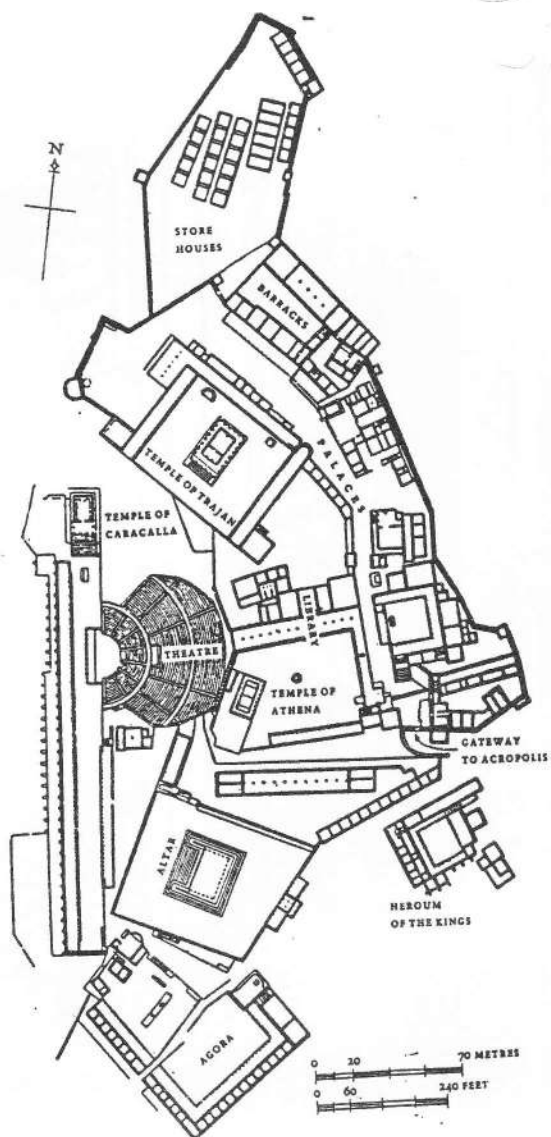 N
STORE
HOUSES
BARRACKS
PALACES
TEMPLE OF TRAJAN
TEMPLE OF
CARACALLA
LIBRARY
THEATRE
TEMPLE OF
ATHENA
GATEWAY
TO ACROPOLIS
ALTAR
HEROUM
OF THE KINGS
AGORA
0 20 70 METRES
0 60 240 FEET